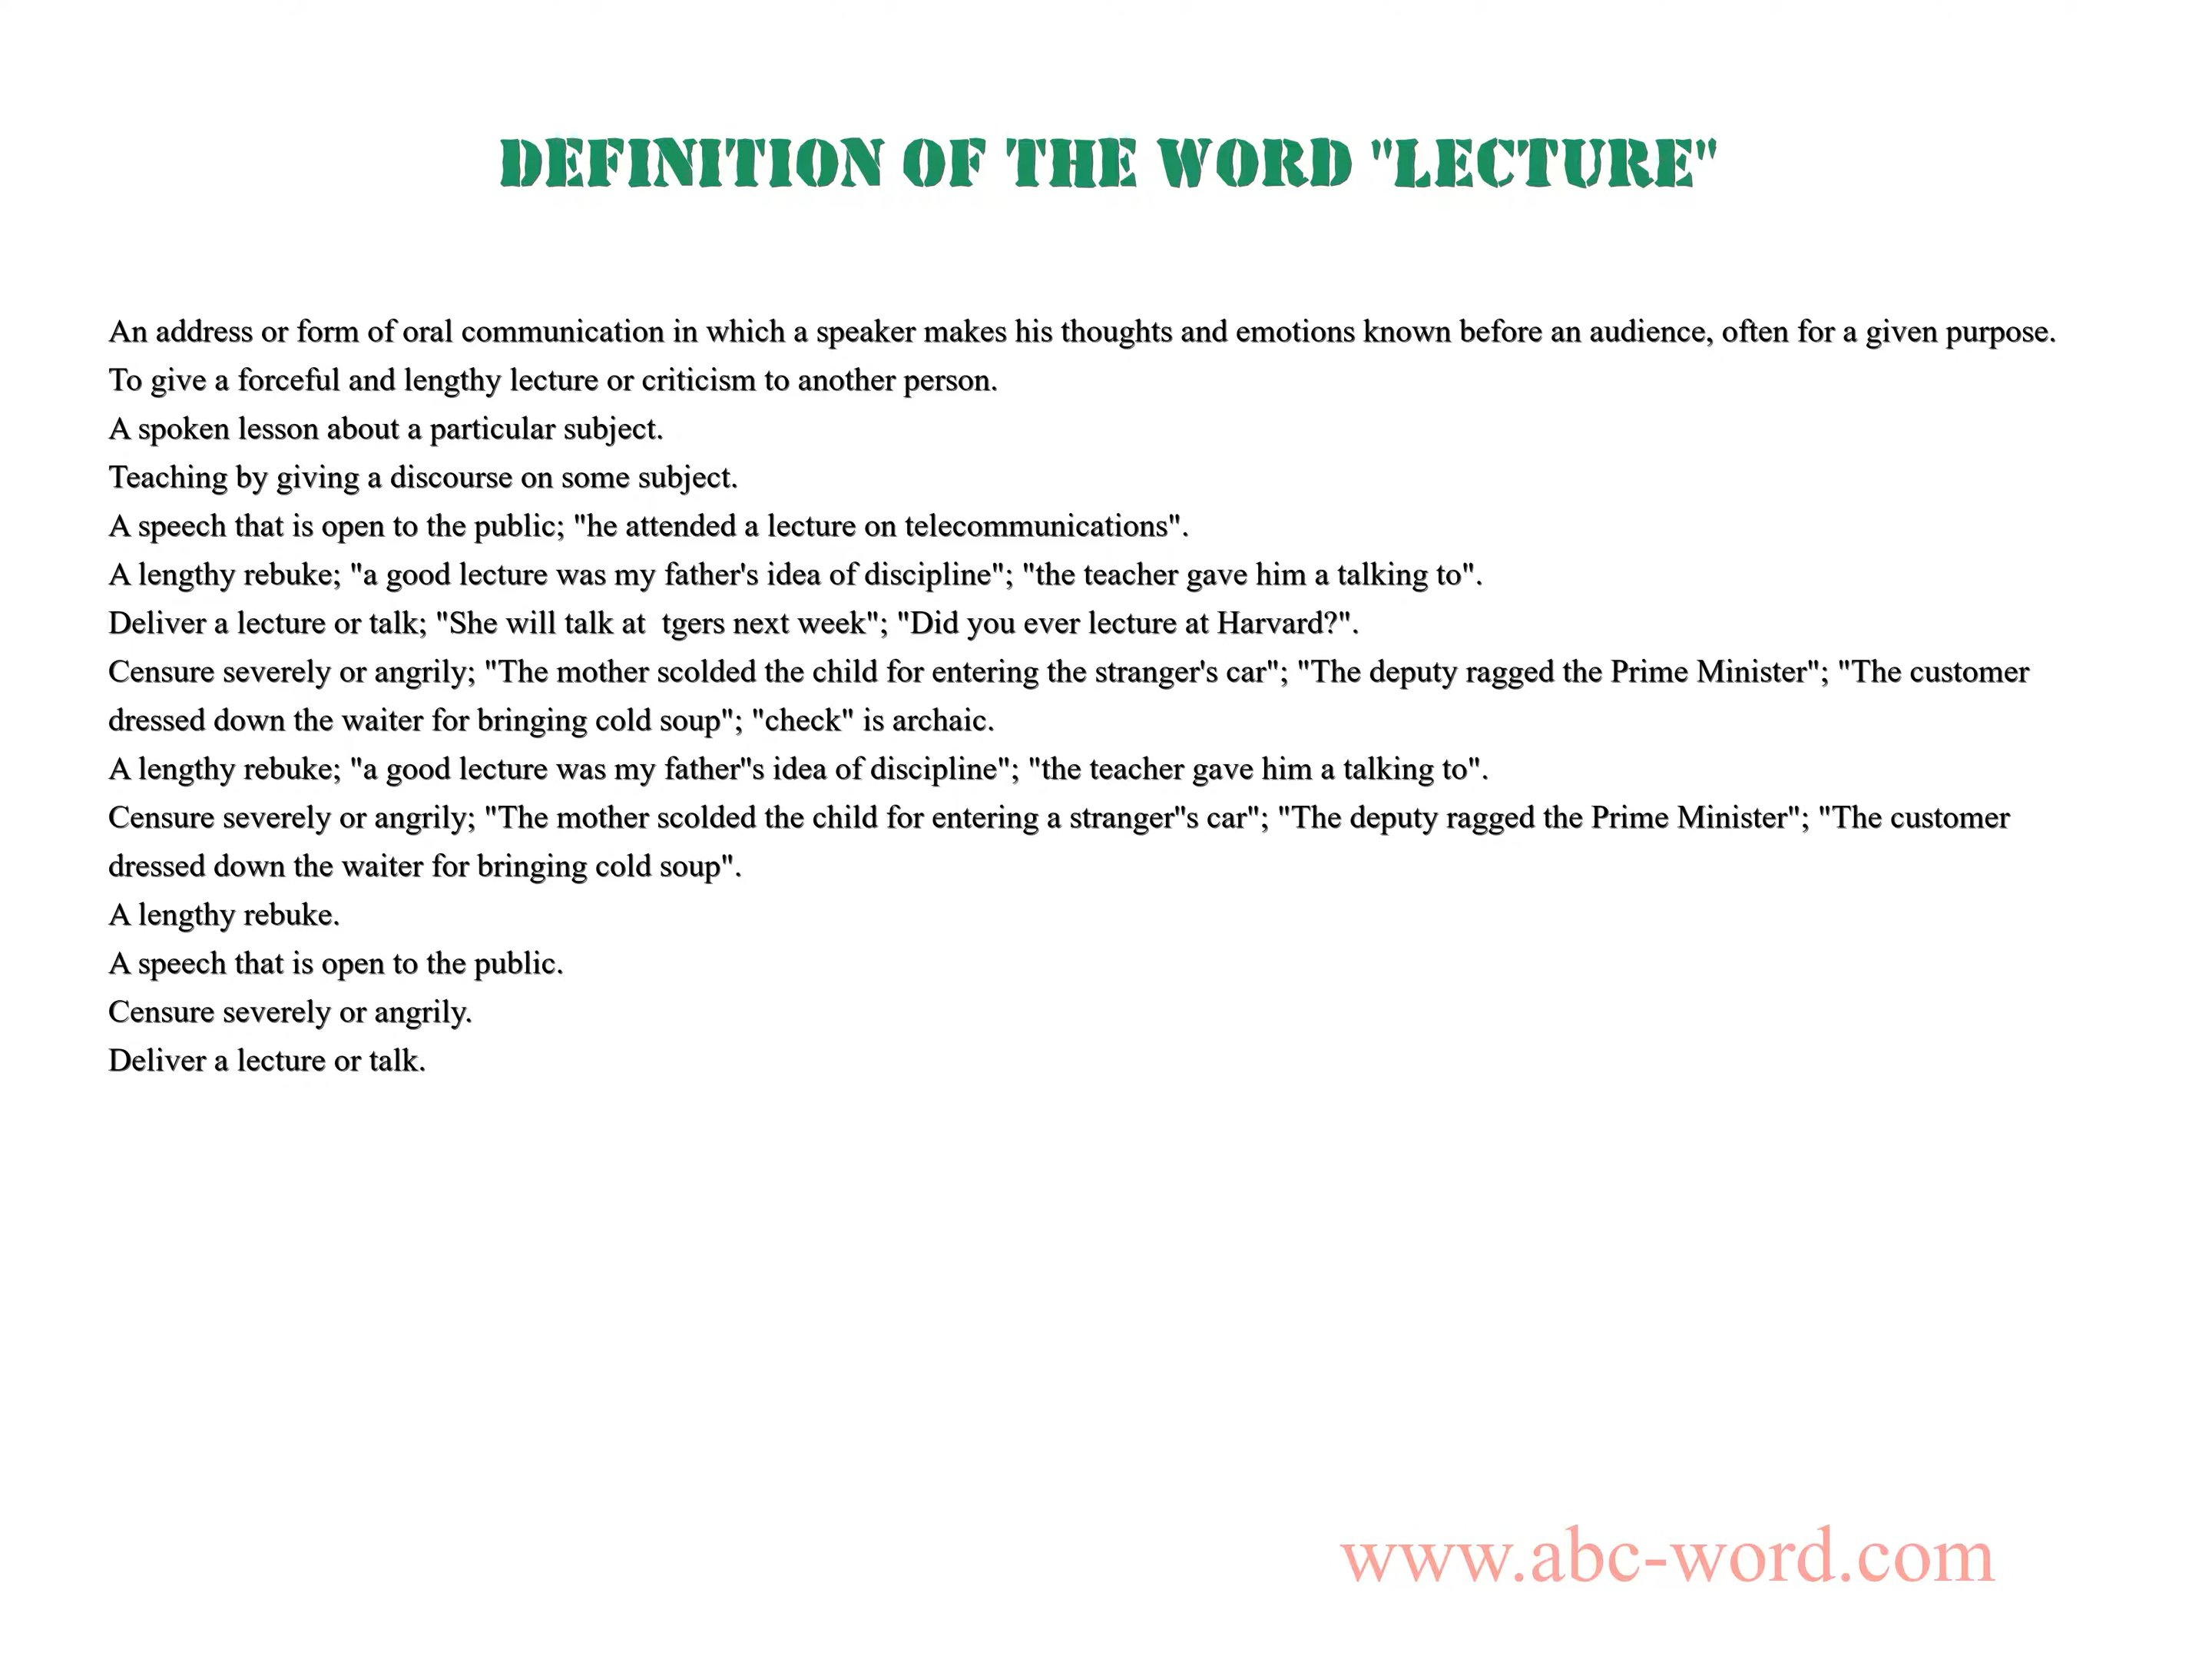 DEFINITION OF THE WORD "LECTURE"
An address or form of oral communication in which a speaker makes his thoughts and emotions known before an audience, often for a given purpose.
To give a forceful and lengthy lecture or criticism to another person.
A spoken lesson about a particular subject.
Teaching by giving a discourse on some subject.
A speech that is open to the public; "he attended a lecture on telecommunications".
A lengthy rebuke; "a good lecture was my father's idea of discipline"; "the teacher gave him a talking to".
Deliver a lecture or talk; "She will talk at  tgers next week"; "Did you ever lecture at Harvard?".
Censure severely or angrily; "The mother scolded the child for entering the stranger's car"; "The deputy ragged the Prime Minister"; "The customer
dressed down the waiter for bringing cold soup"; "check" is archaic.
A lengthy rebuke; "a good lecture was my father''s idea of discipline"; "the teacher gave him a talking to".
Censure severely or angrily; "The mother scolded the child for entering a stranger''s car"; "The deputy ragged the Prime Minister"; "The customer
dressed down the waiter for bringing cold soup".
A lengthy rebuke.
A speech that is open to the public.
Censure severely or angrily.
Deliver a lecture or talk.
www.abc-word.com